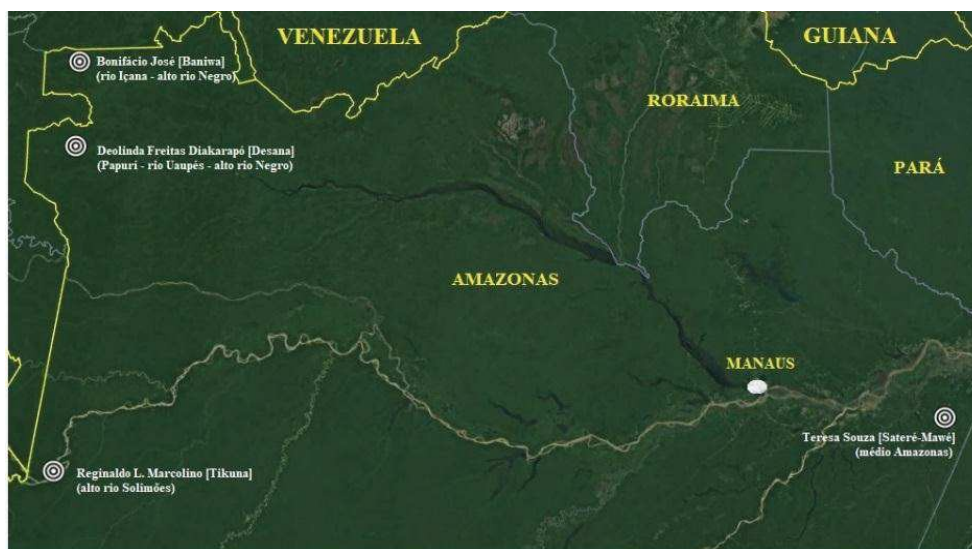 VENEZUELA
GUIANA
Bonifácio José [Baniwa]
(rio Içana - alto rio Negro)
RORAIMA
Deolinda Freitas Diakarapó [Desana]
(Papuri - rio Uaupés - alto rio Negro)
PARÁ
AMAZONAS
MANAUS
Teresa Souza [Sateré-Mawé]
(médio Amazonas)
Reginaldo L. Marcolino [Tikuna]
(alto rio Solimões)